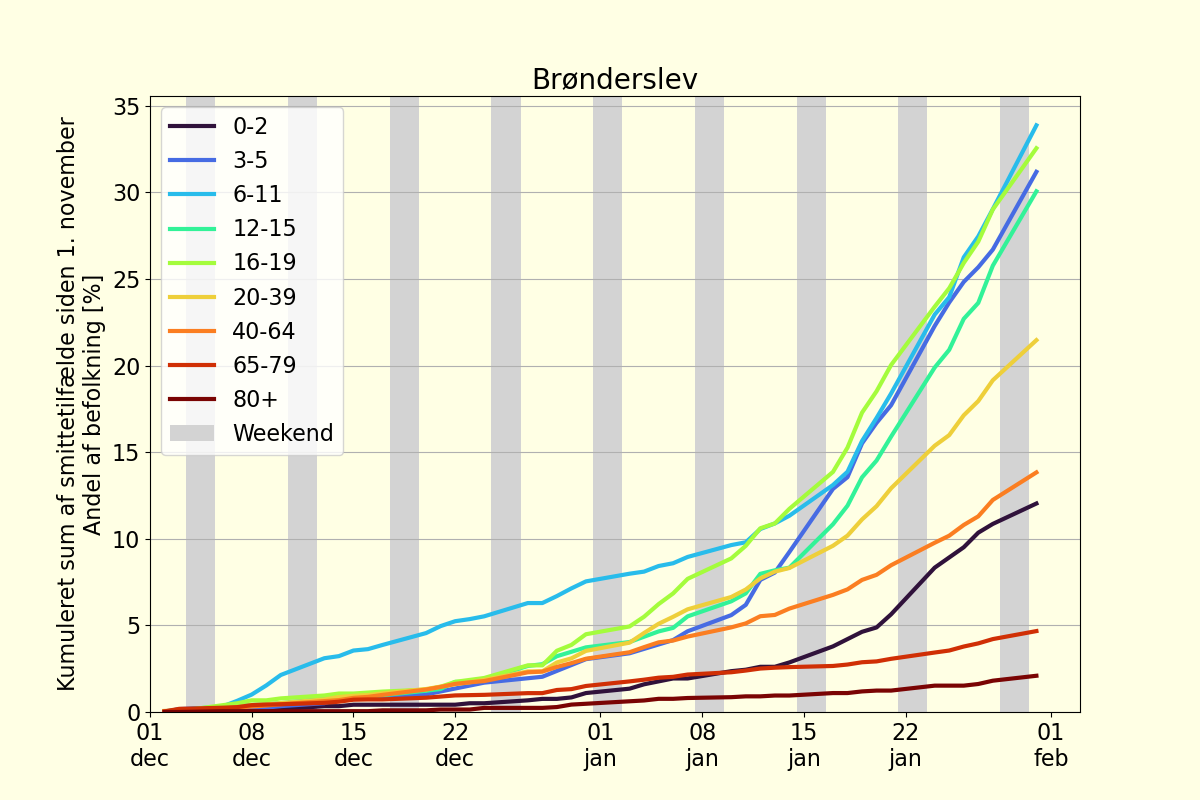 Brønderslev
Kumuleret sum af smittetilfælde siden 1. november
Andel af befolkning [%]
35
30
25
20
15
10
5
0
0-2
3-5
6-11
12-15
16-19
20-39
40-64
65-79
80+
Weekend
01 08 15 22 01 08 15 22 01
dec dec dec dec jan jan jan jan feb